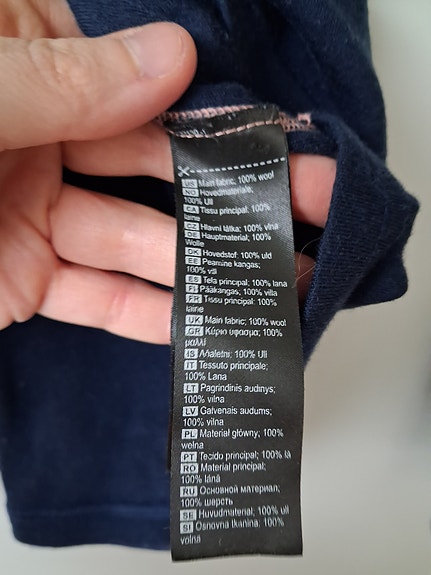 US Main fabric; 100% wool
NO Hovedmateriale;
100% Ull
CA Tissu principal: 100%
laine
CZ Hlavní látka; 100% vlna
DE Hauptmaterial; 100%
Wolle
DK Hovedstof: 100% uld
EE Peamine kangas;
100% vill
ES Tela principal; 100% lana
FI Pääkangas; 100% villa
FR Tissu principal; 100%
laine
UK Main fabric; 100% wool
GR Κύριο ύφασμα; 100%
μαλλί
IS Aðalefni; 100% Ull
IT Tessuto principale;
100% Lana
LT Pagrindinis audinys;
100% vilna
LV Galvenais audums;
100% vilna
PL Materiał główny; 100%
wełna
PT Tecido principal; 100% lã
RO Material principal;
100% lână
RU Основной материал;
100% шерсть
SE Huvudmaterial; 100% ull
SI Osnovna tkanina; 100%
volna